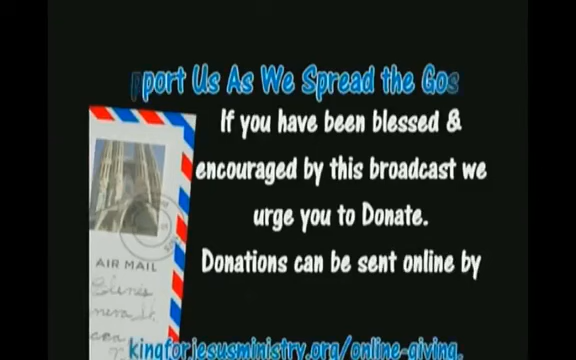 pport Us As We Spread the Gos
If you have been blessed &
encouraged by this broadcast we
urge you to Donate.
Donations can be sent online by
AIR MAIL
kingforjesusministry.org/online-giving.